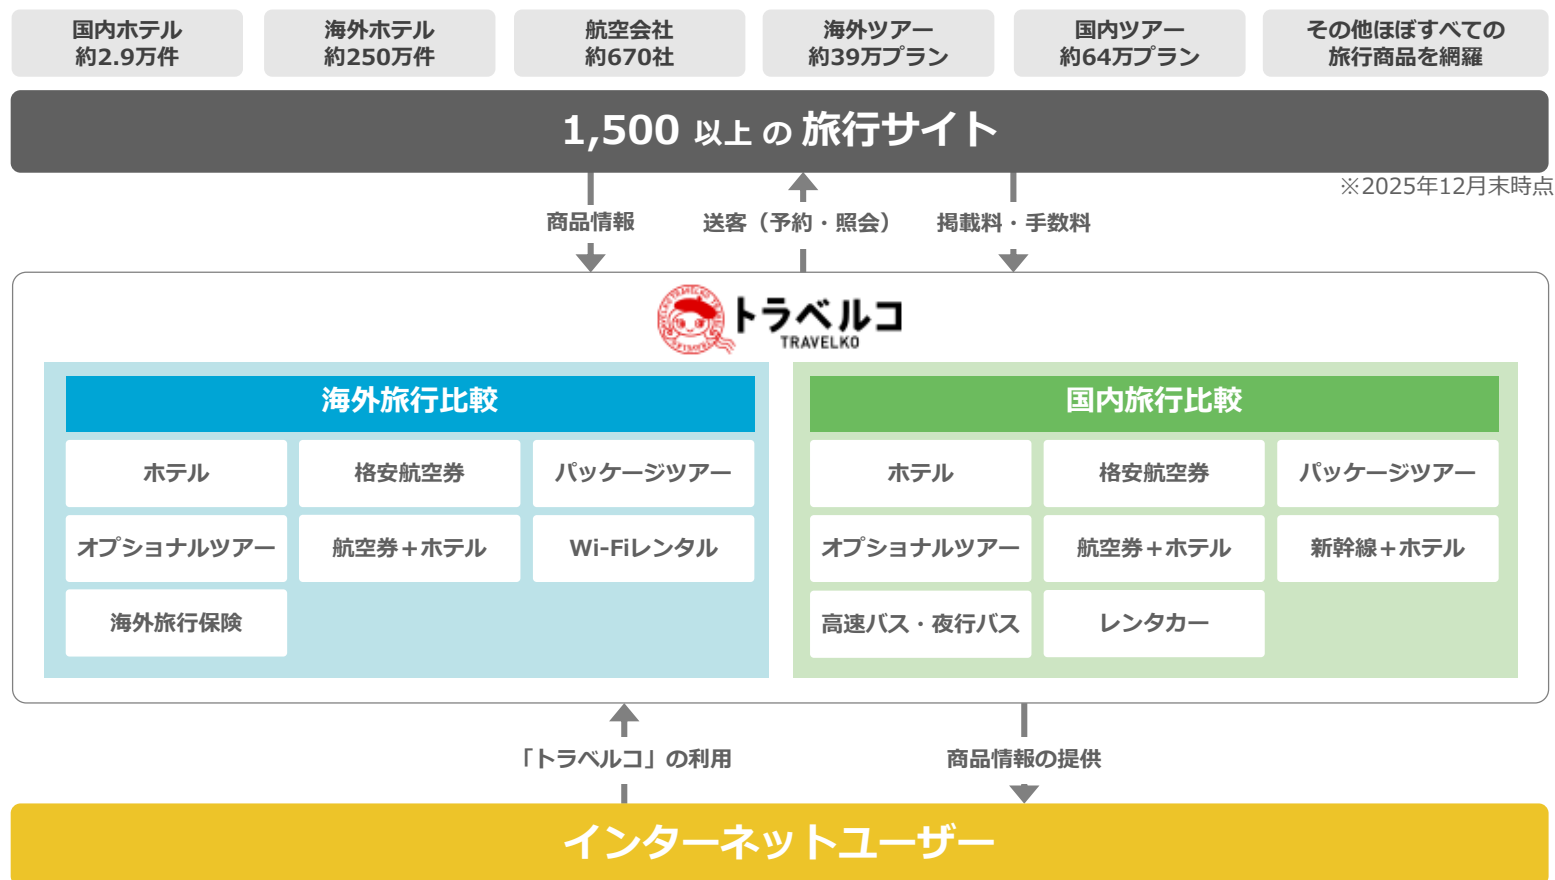 国内ホテル
約2.9万件
海外ホテル
約250万件
航空会社
約670社
海外ツアー
約39万プラン
国内ツアー
約64万プラン
その他ほぼすべての
旅行商品を網羅
1,500 以上 の 旅行サイト
※2025年12月末時点
商品情報
送客（予約・照会）
掲載料・手数料
トラベルコ
TRAVELKO
海外旅行比較
ホテル
格安航空券
パッケージツアー
オプショナルツアー
航空券＋ホテル
Wi-Fiレンタル
海外旅行保険
国内旅行比較
ホテル
格安航空券
パッケージツアー
オプショナルツアー
航空券＋ホテル
新幹線＋ホテル
高速バス・夜行バス
レンタカー
「トラベルコ」の利用
商品情報の提供
インターネットユーザー